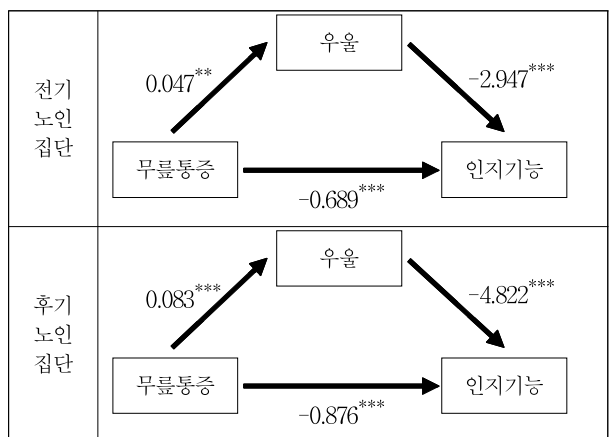 전기
노인
집단
우울
0.047**
-2.947***
무릎통증
인지기능
-0.689***
후기
노인
집단
우울
0.083***
-4.822***
무릎통증
인지기능
-0.876***